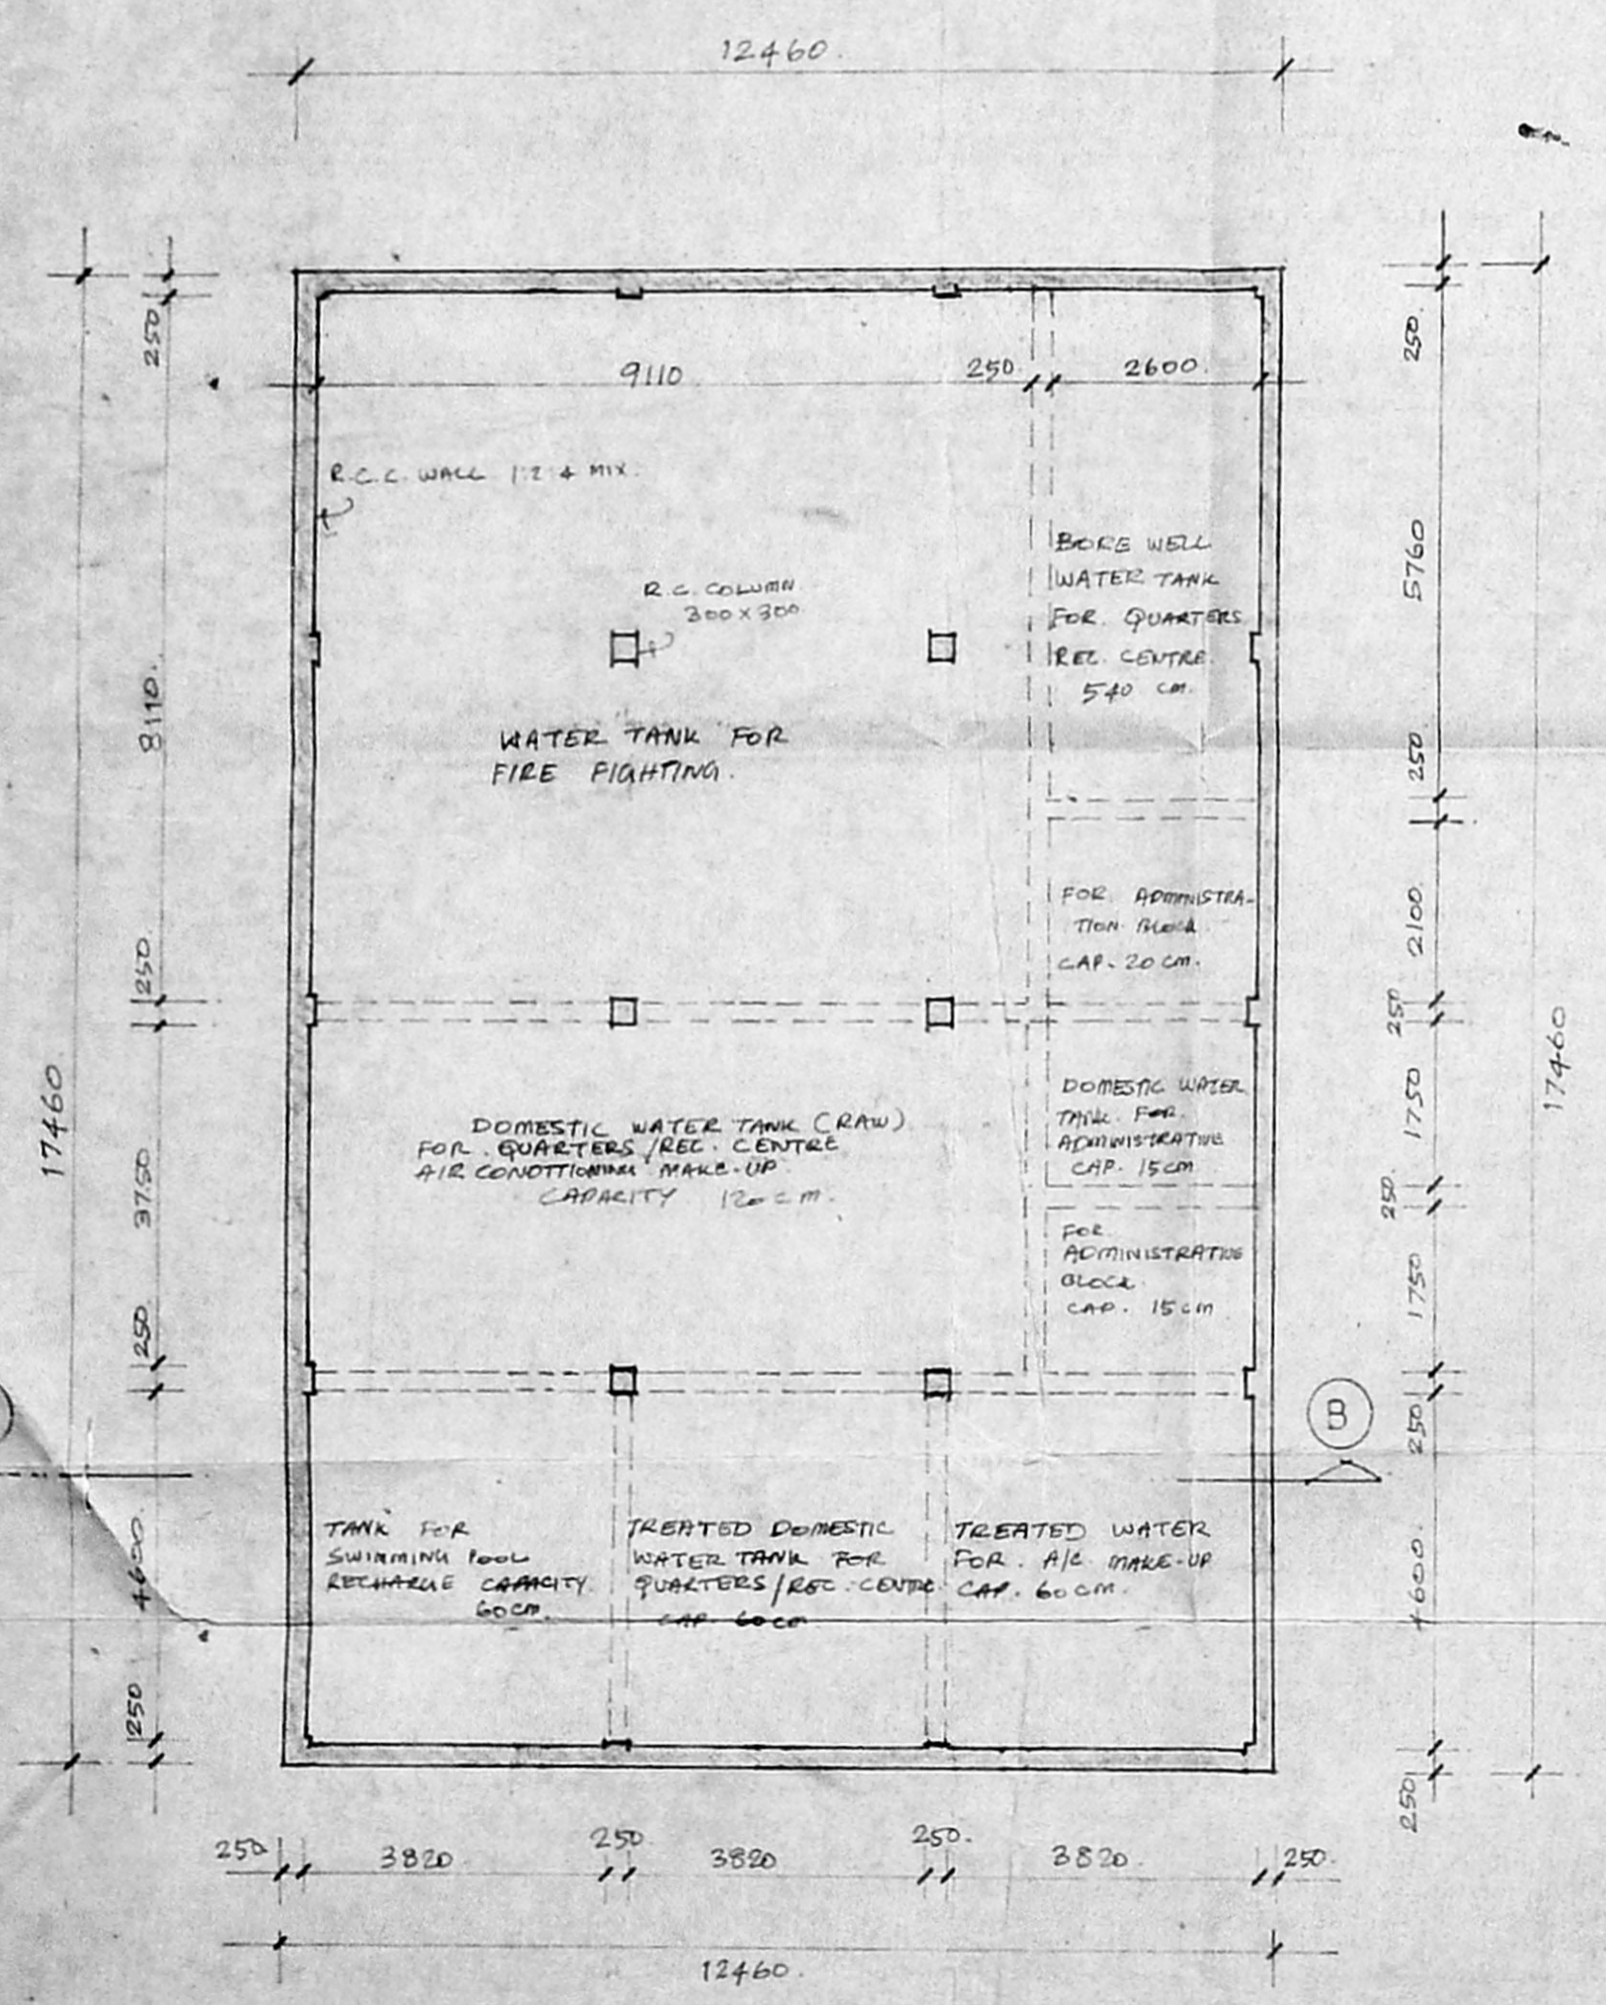 12460.
250
250.
9110
250.
2600.
R.C.C. WALL 1:2:4 MIX.
R.C. COLUMN
300 X 300
BORE WELL
WATER TANK
FOR. QUARTERS
REC. CENTRE.
540 CM.
5760
8110.
WATER TANK FOR
FIRE FIGHTING.
250
FOR. ADMINISTRA-
TION BLOCK
CAP. 20 CM.
2100
250
250
17460
17460
DOMESTIC WATER TANK (RAW)
FOR. QUARTERS/REC. CENTRE
AIR CONDTTIONING MAKE-UP
CAPACITY 120 CM.
DOMESTIC WATER
TANK FOR
ADMINISTRATIVE
CAP. 15 CM
1750
3750
250
FOR
ADMINISTRATIVE
BLOCK
CAP. 15 CM
1750
250
B
250
TANK FOR
SWIMMING POOL
RECHARGE CAPACITY
60 CM.
TREATED DOMESTIC
WATER TANK FOR
QUARTERS/REC. CENTRE
CAP. 60 CM
TREATED WATER
FOR. A/C MAKE-UP
CAP. 60 CM.
4600
4600
250
250
250. 3820 250. 3820 250. 3820. 250.
12460.